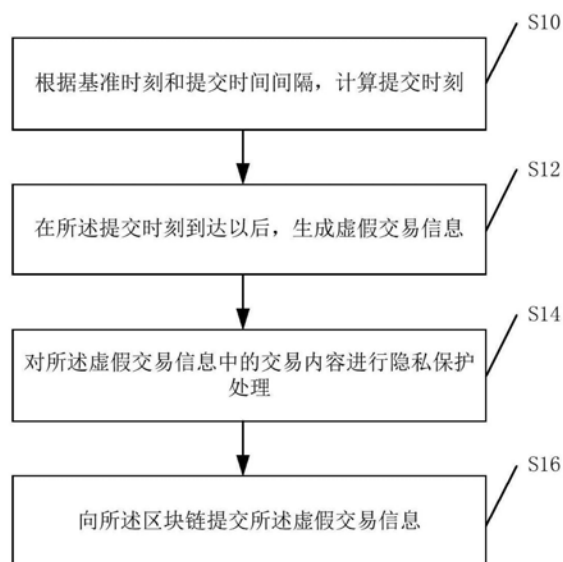 S10
根据基准时刻和提交时间间隔，计算提交时刻
S12
在所述提交时刻到达以后，生成虚假交易信息
S14
对所述虚假交易信息中的交易内容进行隐私保护
处理
S16
向所述区块链提交所述虚假交易信息